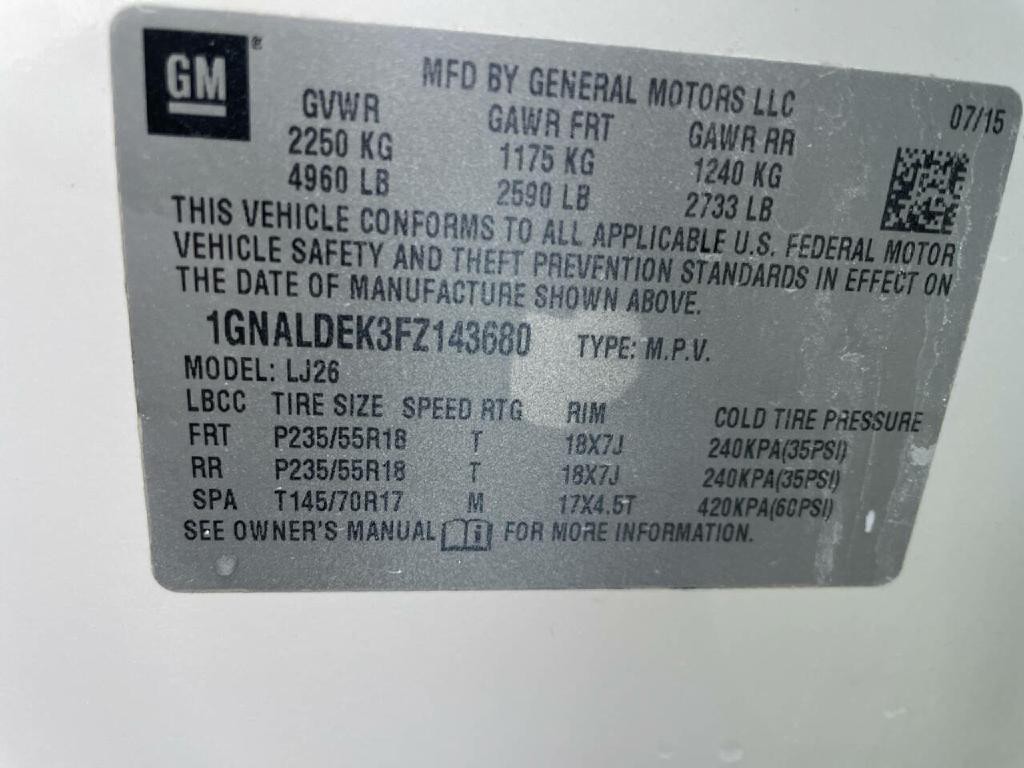 GM ®
MFD BY GENERAL MOTORS LLC
07/15
GVWR GAWR FRT GAWR RR
2250 KG 1175 KG 1240 KG
4960 LB 2590 LB 2733 LB
THIS VEHICLE CONFORMS TO ALL APPLICABLE U.S. FEDERAL MOTOR
VEHICLE SAFETY AND THEFT PREVENTION STANDARDS IN EFFECT ON
THE DATE OF MANUFACTURE SHOWN ABOVE.
1GNALDEK3FZ143680 TYPE: M.P.V.
MODEL: LJ26
LBCC TIRE SIZE SPEED RTG RIM COLD TIRE PRESSURE
FRT P235/55R18 T 18X7J 240KPA(35PSI)
RR P235/55R18 T 18X7J 240KPA(35PSI)
SPA T145/70R17 M 17X4.5T 420KPA(60PSI)
SEE OWNER'S MANUAL i FOR MORE INFORMATION.